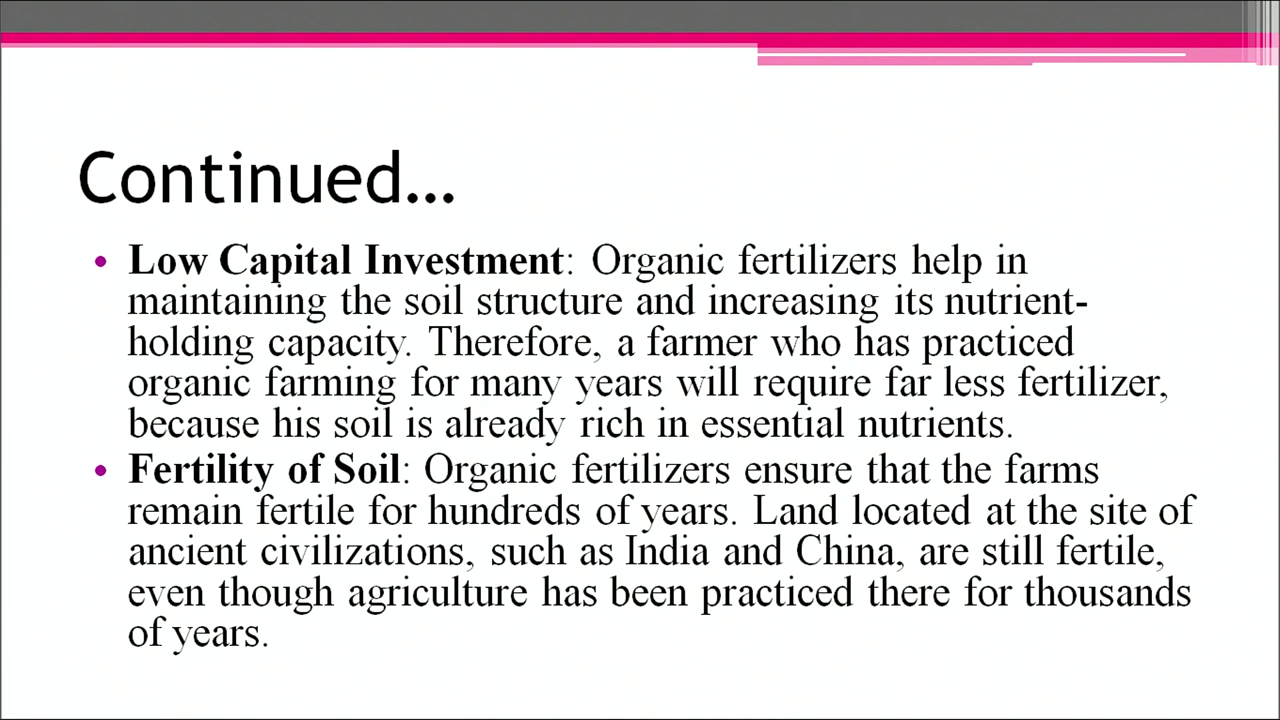 Continued...
• Low Capital Investment: Organic fertilizers help in
maintaining the soil structure and increasing its nutrient-
holding capacity. Therefore, a farmer who has practiced
organic farming for many years will require far less fertilizer,
because his soil is already rich in essential nutrients.
• Fertility of Soil: Organic fertilizers ensure that the farms
remain fertile for hundreds of years. Land located at the site of
ancient civilizations, such as India and China, are still fertile,
even though agriculture has been practiced there for thousands
of years.